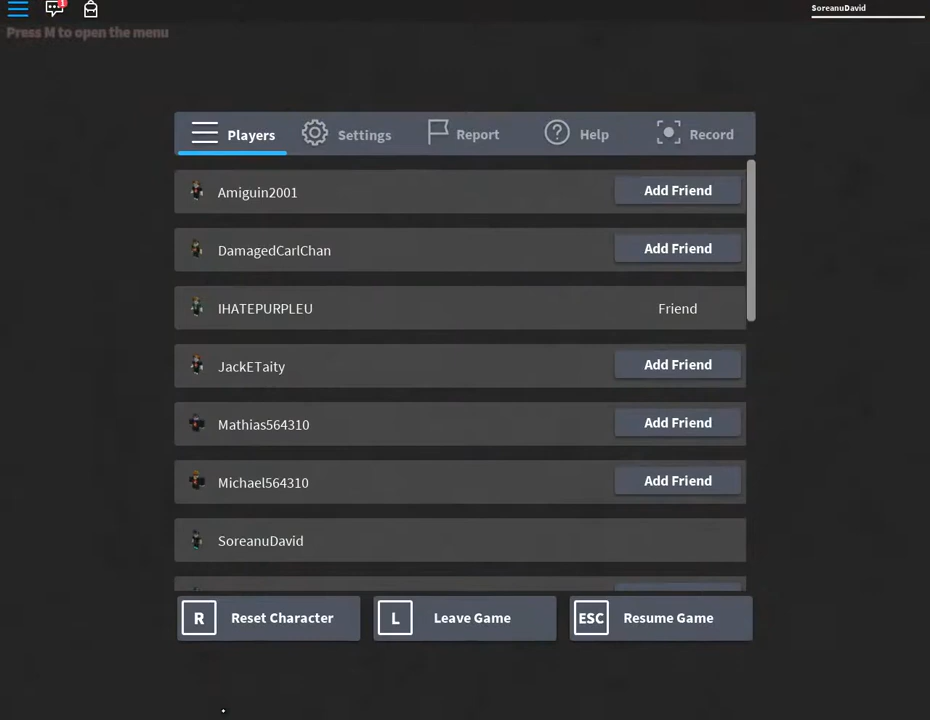 1
SoreanuDavid
Press M to open the menu
Players
Settings
Report
Help
Record
Amiguin2001
Add Friend
DamagedCarlChan
Add Friend
IHATEPURPLEU
Friend
JackETaity
Add Friend
Mathias564310
Add Friend
Michael564310
Add Friend
SoreanuDavid
R
Reset Character
L
Leave Game
ESC
Resume Game